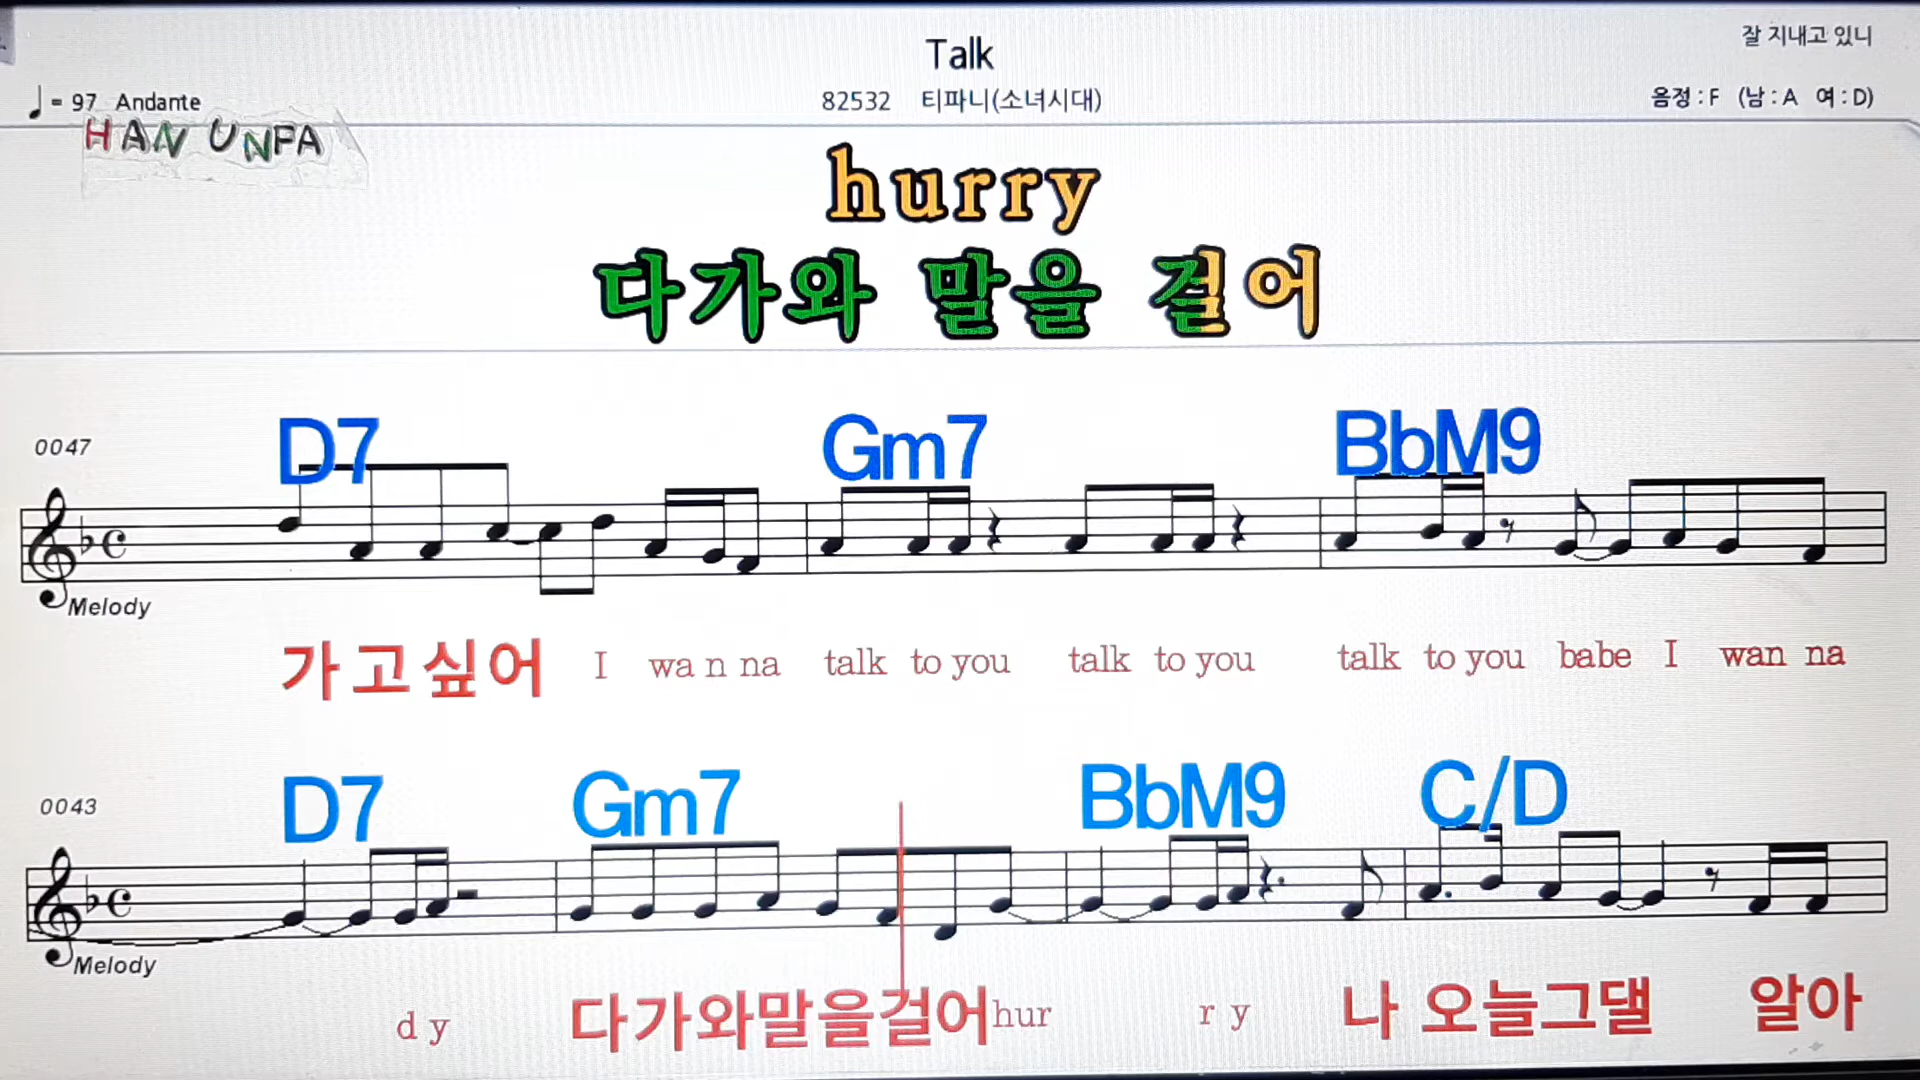 Talk
잘 지내고 있니
♩= 97 Andante
82532 티파니(소녀시대)
음정 : F (남 : A 여 : D)
HAN UNPA
hurry
다가와 말을 걸어
0047
D7 Gm7 BbM9
Melody
가 고 싶 어 I wa n na talk to you talk to you talk to you babe I wan na
0043
D7 Gm7 BbM9 C/D
Melody
d y 다가와말을걸어hur r y 나 오늘그댈 알아